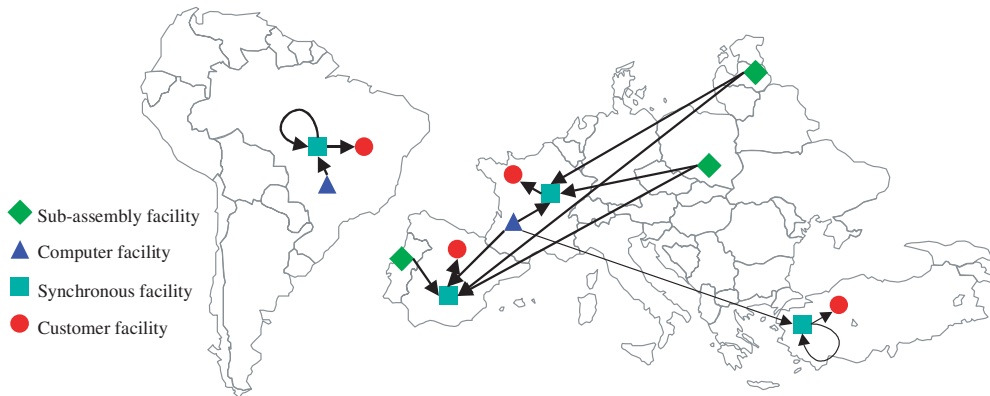 Sub-assembly facility
Computer facility
Synchronous facility
Customer facility